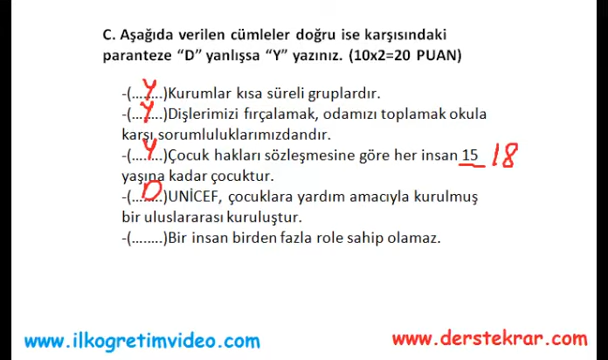 C. Aşağıda verilen cümleler doğru ise karşısındaki
paranteze “D” yanlışsa “Y” yazınız. (10x2=20 PUAN)
-(...Y....)Kurumlar kısa süreli gruplardır.
-(...Y....)Dişlerimizi fırçalamak, odamızı toplamak okula
karşı sorumluluklarımızdandır.
-(...Y....)Çocuk hakları sözleşmesine göre her insan 15 18
yaşına kadar çocuktur.
-(...D....)UNİCEF, çocuklara yardım amacıyla kurulmuş
bir uluslararası kuruluştur.
-(........)Bir insan birden fazla role sahip olamaz.
www.ilkogretimvideo.com
www.derstekrar.com